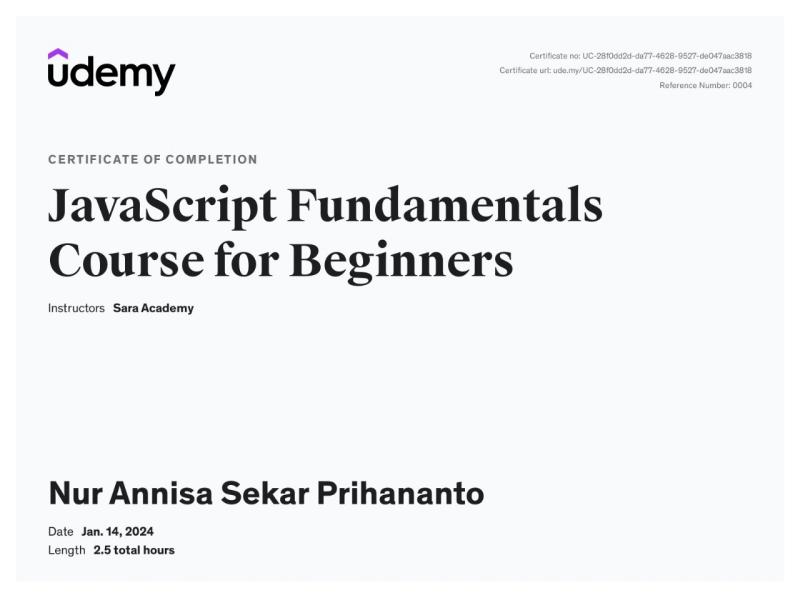 udemy
Certificate no: UC-28f0dd2d-da77-4628-9527-de047aac3818
Certificate url: ude.my/UC-28f0dd2d-da77-4628-9527-de047aac3818
Reference Number: 0004
CERTIFICATE OF COMPLETION
JavaScript Fundamentals
Course for Beginners
Instructors Sara Academy
Nur Annisa Sekar Prihananto
Date Jan. 14, 2024
Length 2.5 total hours